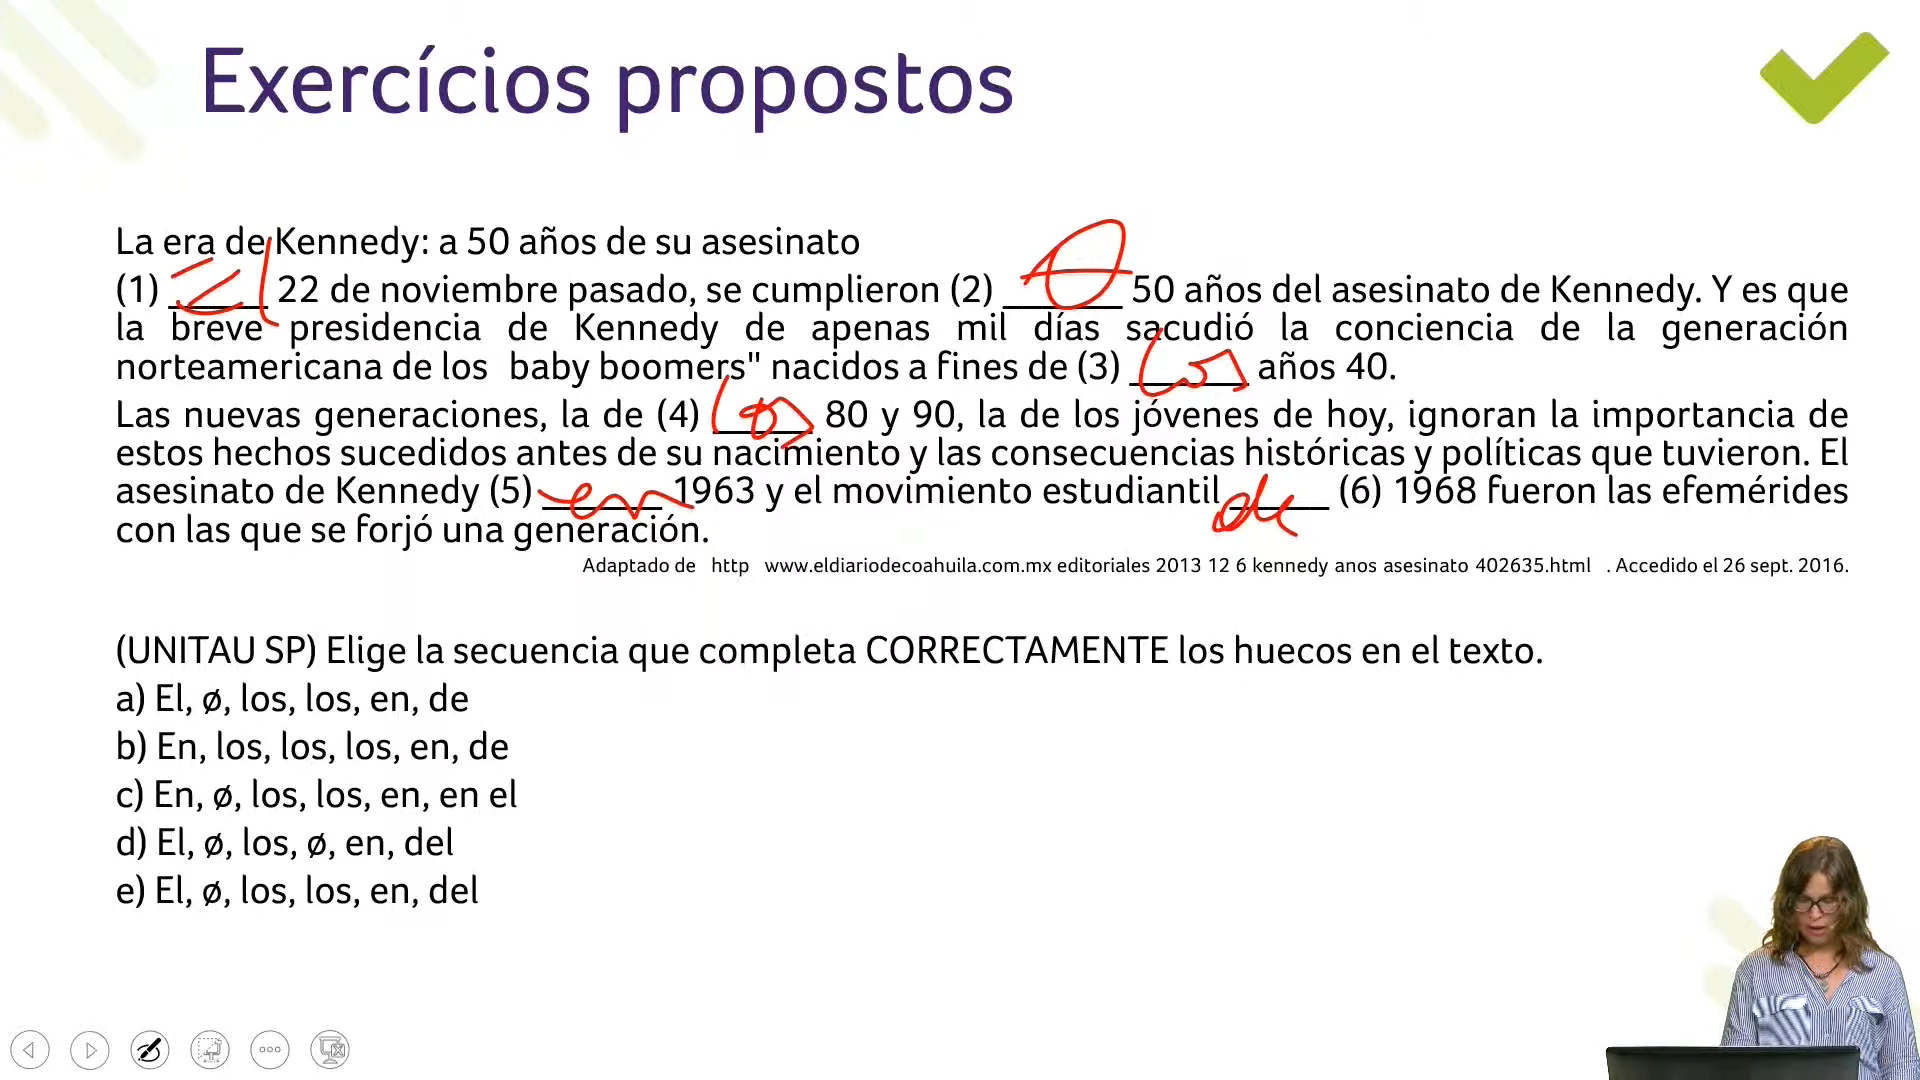 Exercícios propostos
La era de Kennedy: a 50 años de su asesinato
(1) El 22 de noviembre pasado, se cumplieron (2) ø 50 años del asesinato de Kennedy. Y es que
la breve presidencia de Kennedy de apenas mil días sacudió la conciencia de la generación
norteamericana de los baby boomers" nacidos a fines de (3) los años 40.
Las nuevas generaciones, la de (4) los 80 y 90, la de los jóvenes de hoy, ignoran la importancia de
estos hechos sucedidos antes de su nacimiento y las consecuencias históricas y políticas que tuvieron. El
asesinato de Kennedy (5) en 1963 y el movimiento estudiantil de (6) 1968 fueron las efemérides
con las que se forjó una generación.
Adaptado de http www.eldiariodecoahuila.com.mx editoriales 2013 12 6 kennedy anos asesinato 402635.html . Accedido el 26 sept. 2016.
(UNITAU SP) Elige la secuencia que completa CORRECTAMENTE los huecos en el texto.
a) El, ø, los, los, en, de
b) En, los, los, los, en, de
c) En, ø, los, los, en, en el
d) El, ø, los, ø, en, del
e) El, ø, los, los, en, del